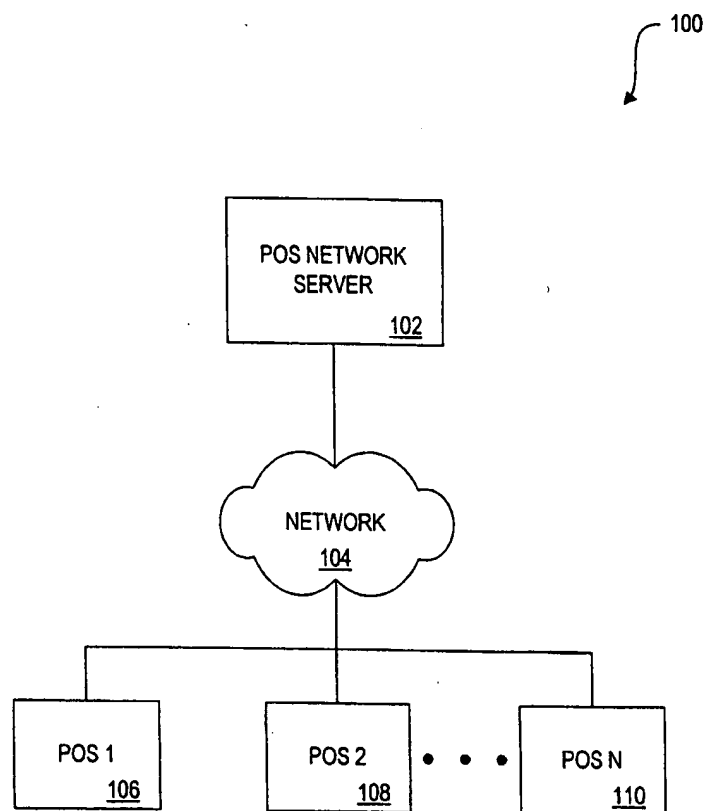 100
POS NETWORK
SERVER
102
NETWORK
104
POS 1
106
POS 2
108
POS N
110